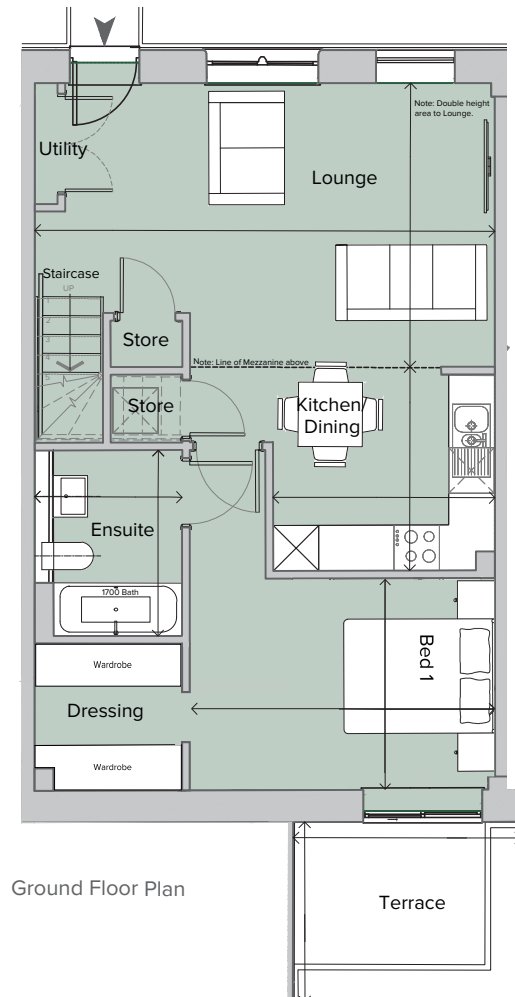 Note: Double height
area to Lounge.
Utility
Lounge
Staircase
UP
1
2
3
4
5
Store
Note: Line of Mezzanine above
Store
Kitchen/
Dining
Ensuite
1700 Bath
Bed 1
Wardrobe
Dressing
Wardrobe
Ground Floor Plan
Terrace